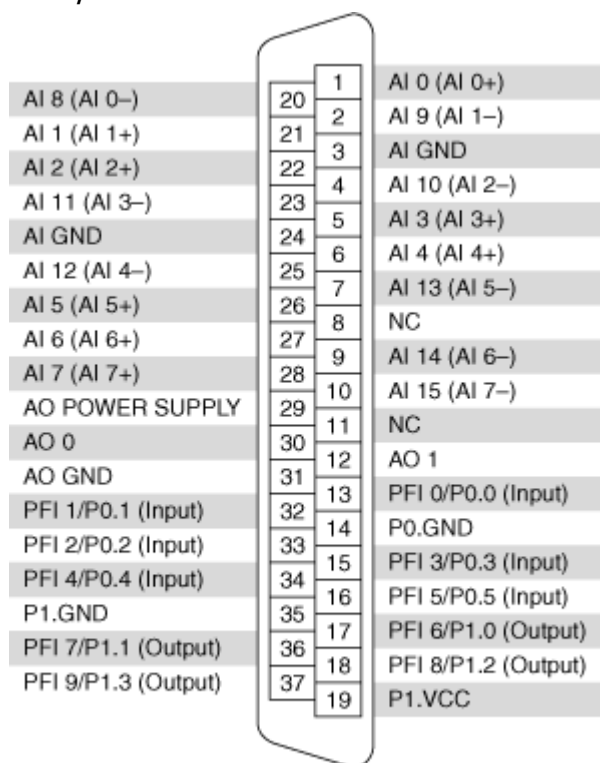 1 AI 0 (AI 0+)
AI 8 (AI 0–) 20
2 AI 9 (AI 1–)
AI 1 (AI 1+) 21
3 AI GND
AI 2 (AI 2+) 22
4 AI 10 (AI 2–)
AI 11 (AI 3–) 23
5 AI 3 (AI 3+)
AI GND 24
6 AI 4 (AI 4+)
AI 12 (AI 4–) 25
7 AI 13 (AI 5–)
AI 5 (AI 5+) 26
8 NC
AI 6 (AI 6+) 27
9 AI 14 (AI 6–)
AI 7 (AI 7+) 28
10 AI 15 (AI 7–)
AO POWER SUPPLY 29
11 NC
AO 0 30
12 AO 1
AO GND 31
13 PFI 0/P0.0 (Input)
PFI 1/P0.1 (Input) 32
14 P0.GND
PFI 2/P0.2 (Input) 33
15 PFI 3/P0.3 (Input)
PFI 4/P0.4 (Input) 34
16 PFI 5/P0.5 (Input)
P1.GND 35
17 PFI 6/P1.0 (Output)
PFI 7/P1.1 (Output) 36
18 PFI 8/P1.2 (Output)
PFI 9/P1.3 (Output) 37
19 P1.VCC